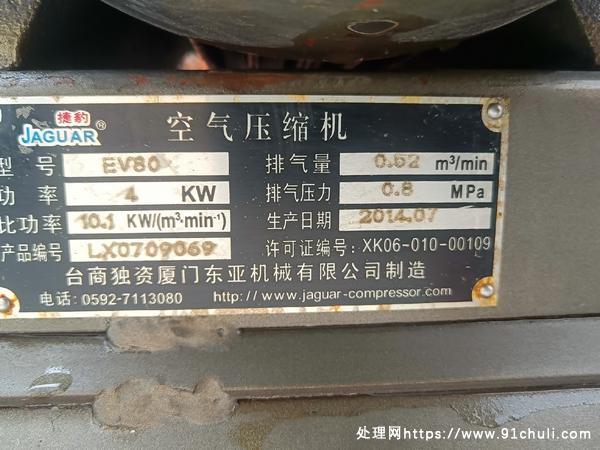 捷豹
JAGUAR®
空气压缩机
型号 EV80 排气量 0.62 m³/min
功率 4 KW 排气压力 0.8 MPa
比功率 10.1 KW/(m³·min⁻¹) 生产日期 2014.07
产品编号 LX0709069 许可证编号: XK06-010-00109
台商独资厦门东亚机械有限公司制造
电话: 0592-7113080 http://www.jaguar-compressor.com
处理网https://www.91chuli.com